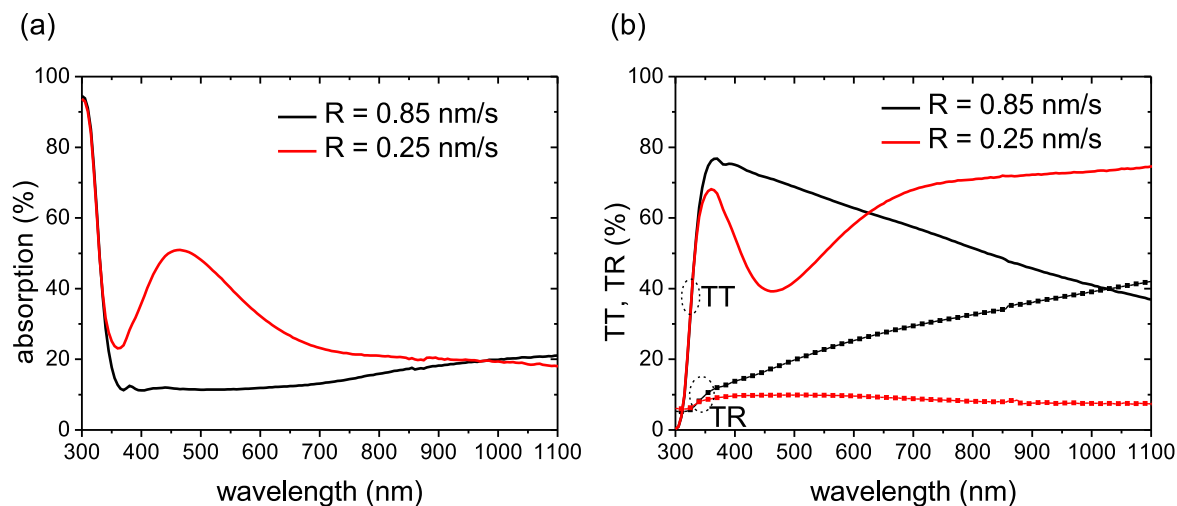 (a)
100
80
60
40
20
0
absorption (%)
R = 0.85 nm/s
R = 0.25 nm/s
300 400 500 600 700 800 900 1000 1100
wavelength (nm)
(b)
100
80
60
40
20
0
TT, TR (%)
R = 0.85 nm/s
R = 0.25 nm/s
TT
TR
300 400 500 600 700 800 900 1000 1100
wavelength (nm)